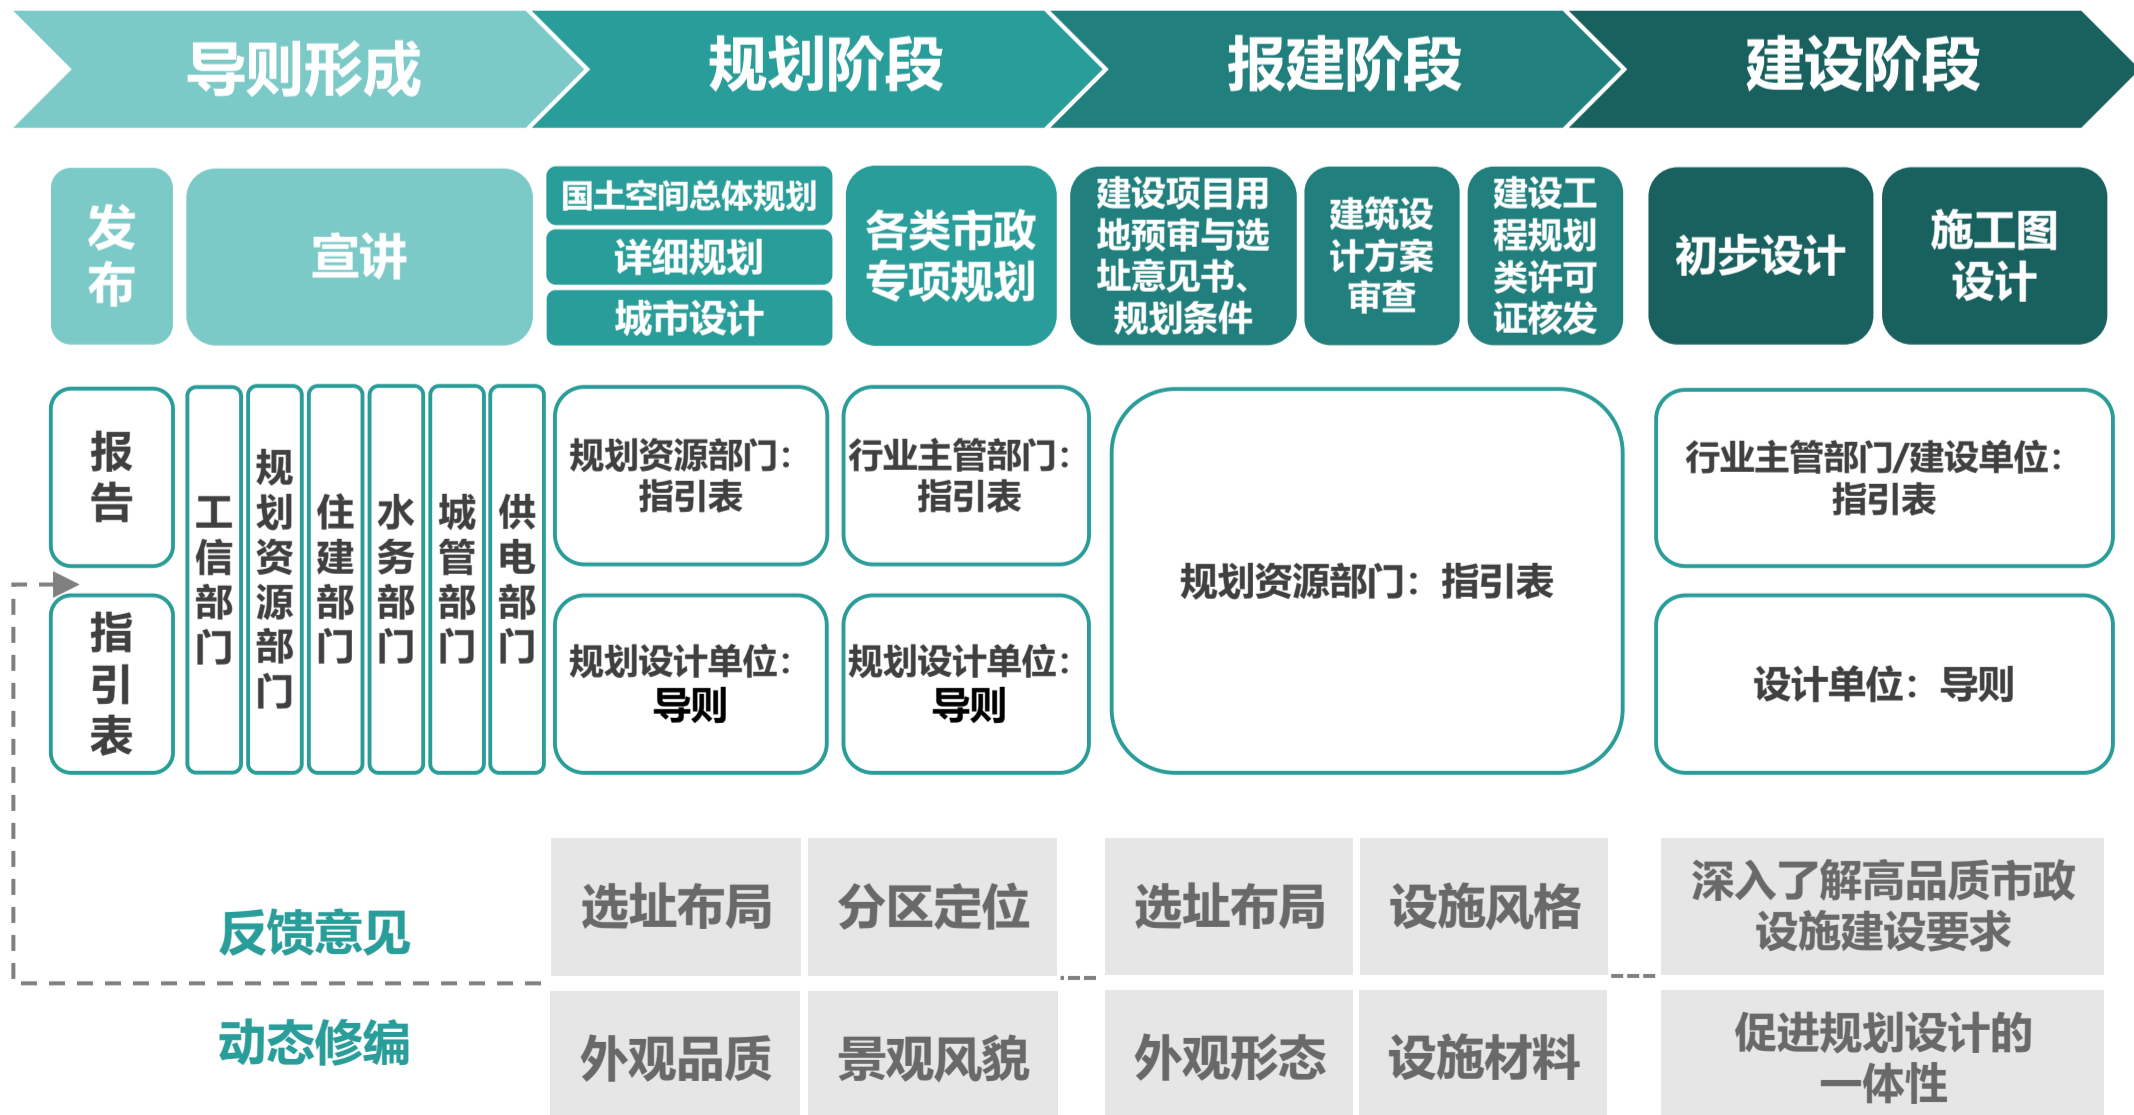 导则形成
规划阶段
报建阶段
建设阶段
发
布
宣讲
国土空间总体规划
详细规划
城市设计
各类市政
专项规划
建设项目用
地预审与选
址意见书、
规划条件
建筑设
计方案
审查
建设工
程规划
类许可
证核发
初步设计
施工图
设计
报
告
指
引
表
工
信
部
门
规
划
资
源
部
门
住
建
部
门
水
务
部
门
城
管
部
门
供
电
部
门
规划资源部门：
指引表
行业主管部门：
指引表
规划设计单位：
导则
规划设计单位：
导则
规划资源部门：指引表
行业主管部门/建设单位：
指引表
设计单位：导则
反馈意见
动态修编
选址布局
分区定位
外观品质
景观风貌
选址布局
设施风格
外观形态
设施材料
深入了解高品质市政
设施建设要求
促进规划设计的
一体性